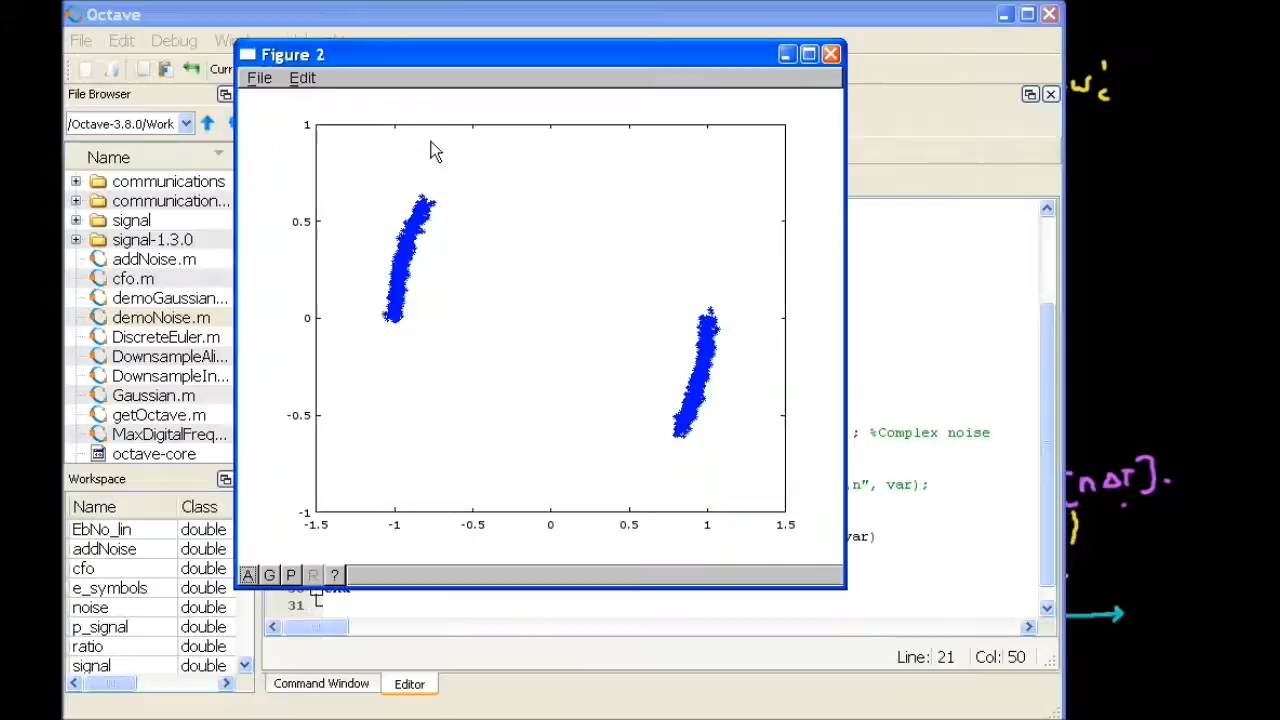 Octave
File Edit Debug
Figure 2
File Edit
w'c
File Browser
/Octave-3.8.0/Work
Name
communications
communication...
signal
signal-1.3.0
addNoise.m
cfo.m
demoGaussian...
demoNoise.m
DiscreteEuler.m
DownsampleAli...
DownsampleIn...
Gaussian.m
getOctave.m
MaxDigitalFreq...
octave-core
1
0.5
0
-0.5
-1
-1.5 -1 -0.5 0 0.5 1 1.5
A G P R ?
; %Complex noise
\n", var);
var)
[nΔT].
Workspace
Name Class
EbNo_lin double
addNoise double
cfo double
e_symbols double
noise double
p_signal double
ratio double
signal double
31
Line: 21 Col: 50
Command Window Editor